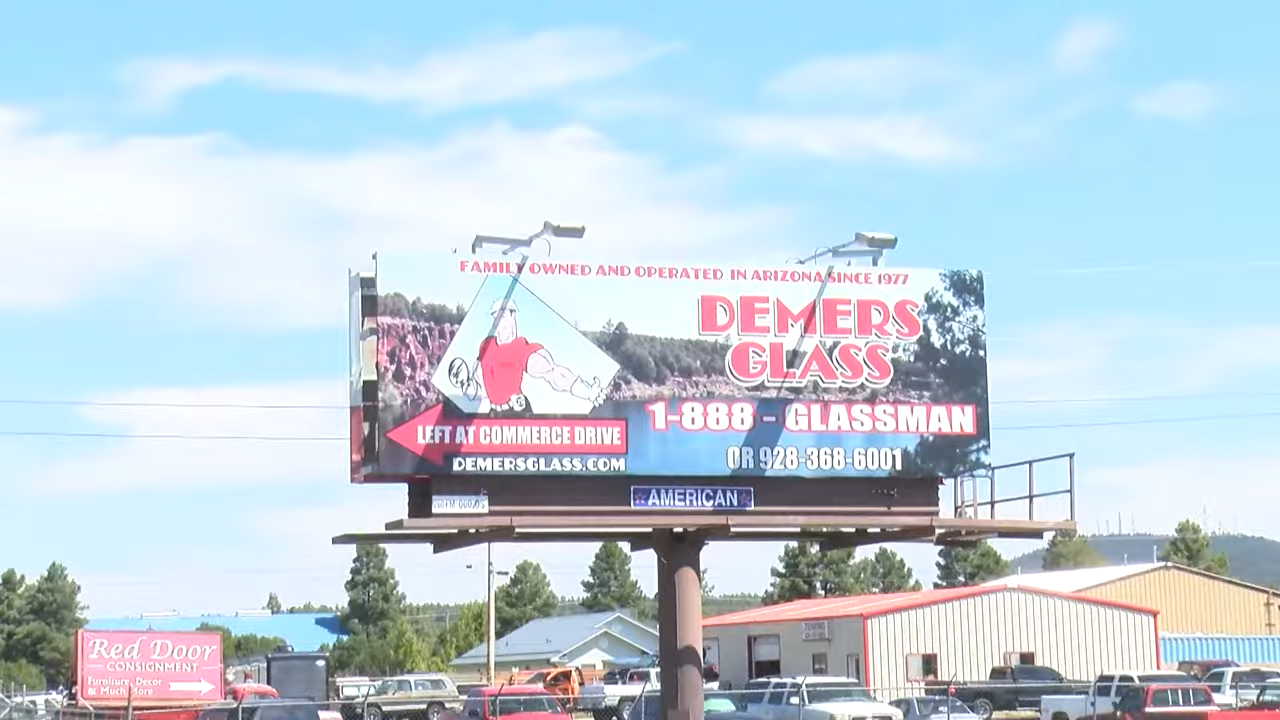 FAMILY OWNED AND OPERATED IN ARIZONA SINCE 1977
DEMERS
GLASS
1-888 - GLASSMAN
LEFT AT COMMERCE DRIVE
OR 928-368-6001
DEMERSGLASS.COM
AMERICAN
Red Door
CONSIGNMENT
Furniture, Decor
& Much More
TOWING